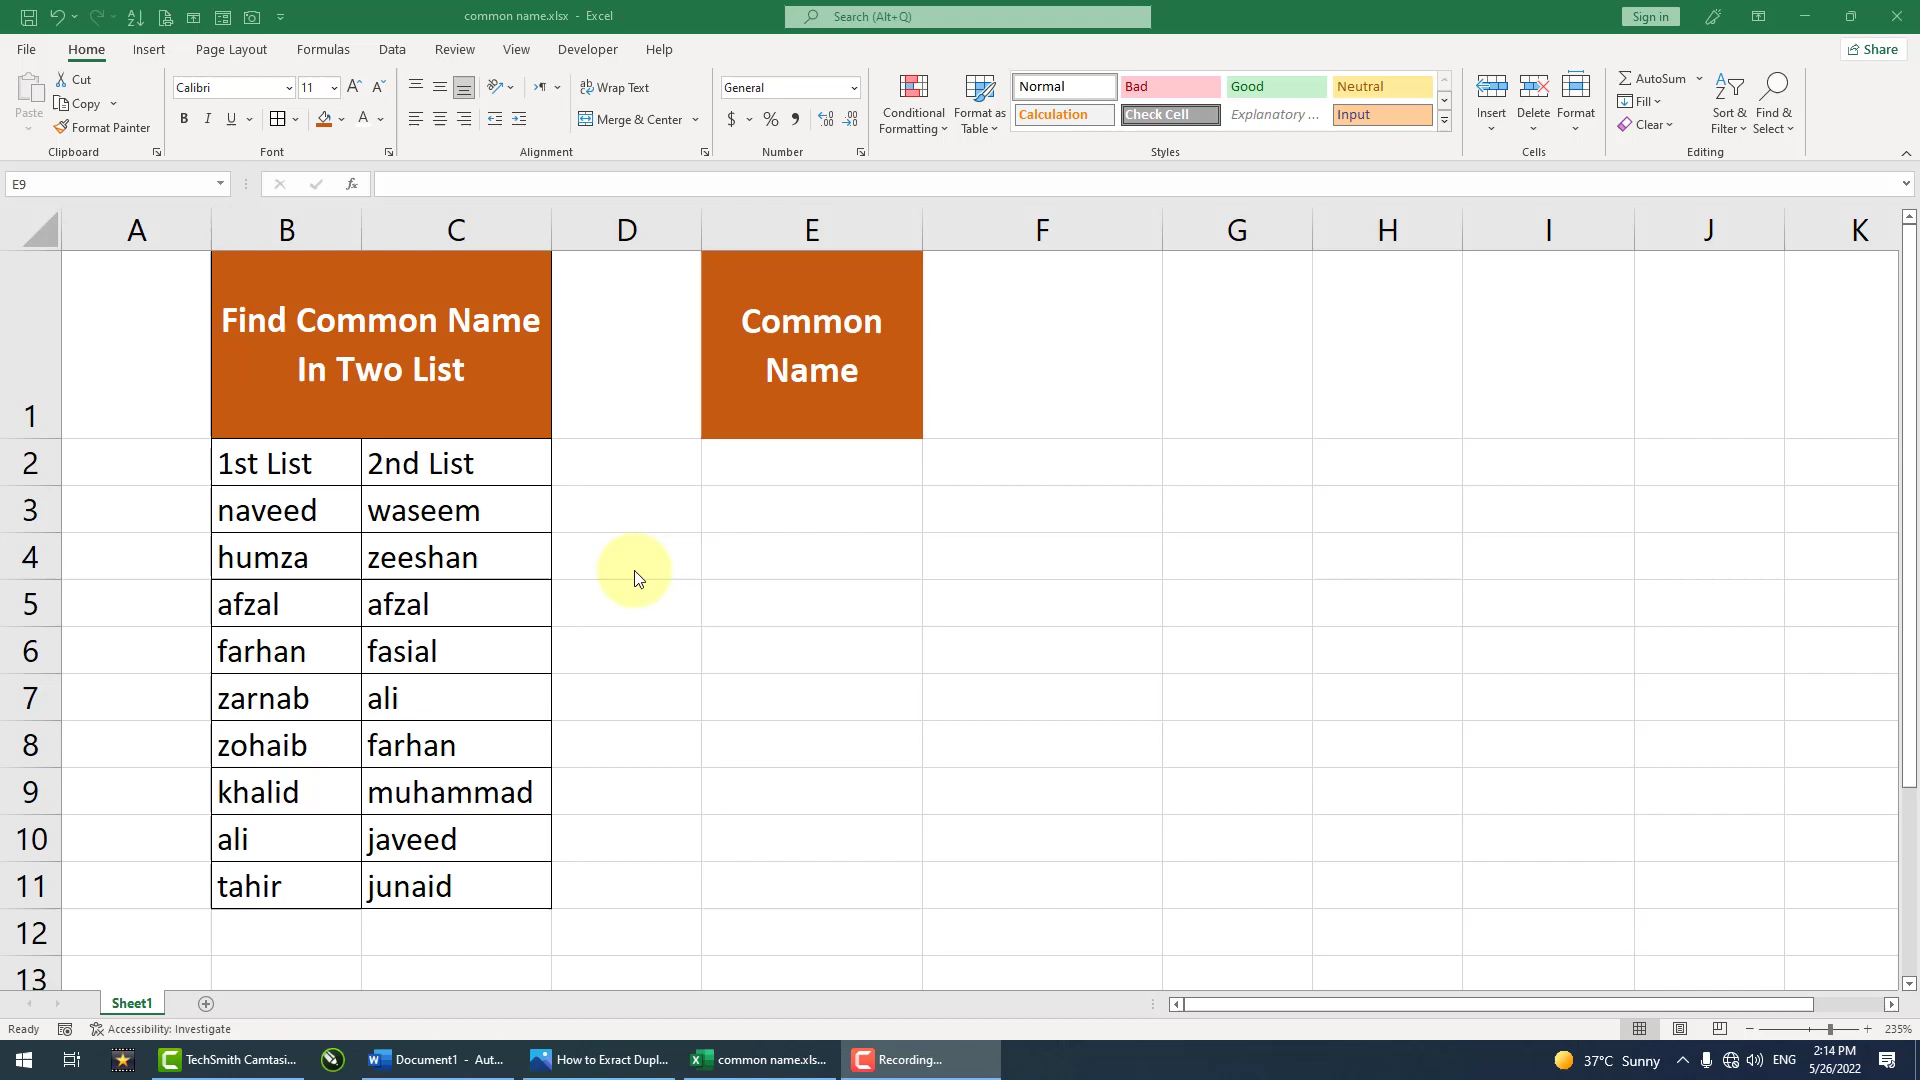 common name.xlsx - Excel
Search (Alt+Q)
Sign in
File Home Insert Page Layout Formulas Data Review View Developer Help
Share
Paste
Cut
Copy
Format Painter
Clipboard
Calibri 11
B I U A
Font
Wrap Text
Merge & Center
Alignment
General
$ % 9
Number
Conditional Formatting
Format as Table
Normal Bad Good Neutral
Calculation Check Cell Explanatory ... Input
Styles
Insert Delete Format
Cells
AutoSum
Fill
Clear
Sort & Filter
Find & Select
Editing
E9
fx
A B C D E F G H I J K
Find Common Name
In Two List
Common
Name
1
2 1st List 2nd List
3 naveed waseem
4 humza zeeshan
5 afzal afzal
6 farhan fasial
7 zarnab ali
8 zohaib farhan
9 khalid muhammad
10 ali javeed
11 tahir junaid
12
13
Sheet1
Ready Accessibility: Investigate
235%
TechSmith Camtasi...
Document1 - Aut...
How to Exract Dupl...
common name.xls...
Recording...
37°C Sunny
ENG
2:14 PM
5/26/2022